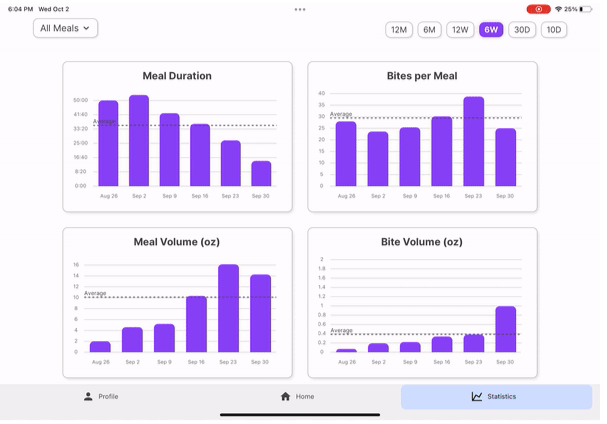 6:04 PM Wed Oct 2
25%
All Meals
12M 6M 12W 6W 30D 10D
Meal Duration
50:00
41:40
Average
33:20
25:00
16:40
8:20
0:00
Aug 26 Sep 2 Sep 9 Sep 16 Sep 23 Sep 30
Bites per Meal
40
35
Average
30
25
20
15
10
5
0
Aug 26 Sep 2 Sep 9 Sep 16 Sep 23 Sep 30
Meal Volume (oz)
16
14
12
Average
10
8
6
4
2
0
Aug 26 Sep 2 Sep 9 Sep 16 Sep 23 Sep 30
Bite Volume (oz)
2
1.8
1.6
1.4
1.2
1
0.8
0.6
Average
0.4
0.2
0
Aug 26 Sep 2 Sep 9 Sep 16 Sep 23 Sep 30
Profile Home Statistics